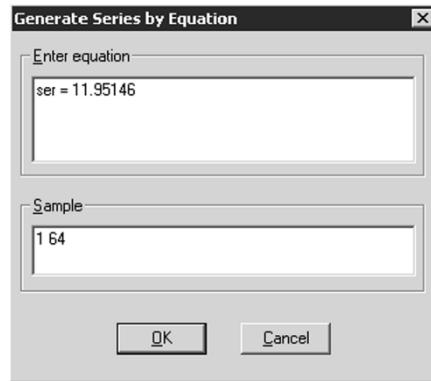 Generate Series by Equation
Enter equation
ser = 11.95146
Sample
1 64
OK
Cancel